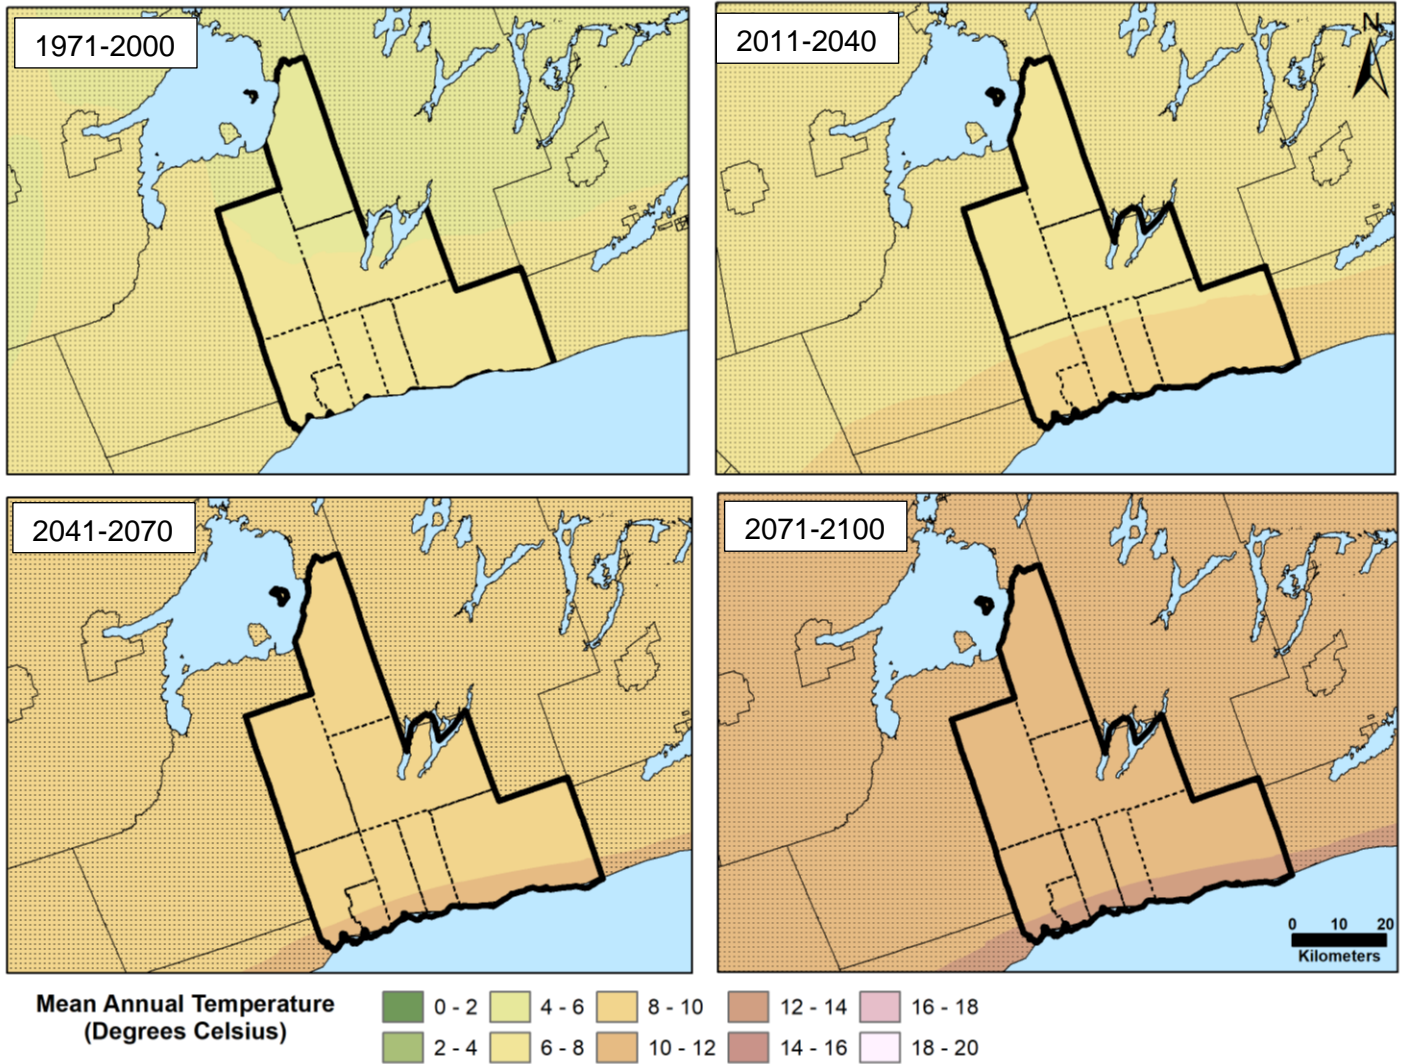 1971-2000
2011-2040
N
2041-2070
2071-2100
0 10 20
Kilometers
Mean Annual Temperature
(Degrees Celsius)
0 - 2 4 - 6 8 - 10 12 - 14 16 - 18
2 - 4 6 - 8 10 - 12 14 - 16 18 - 20